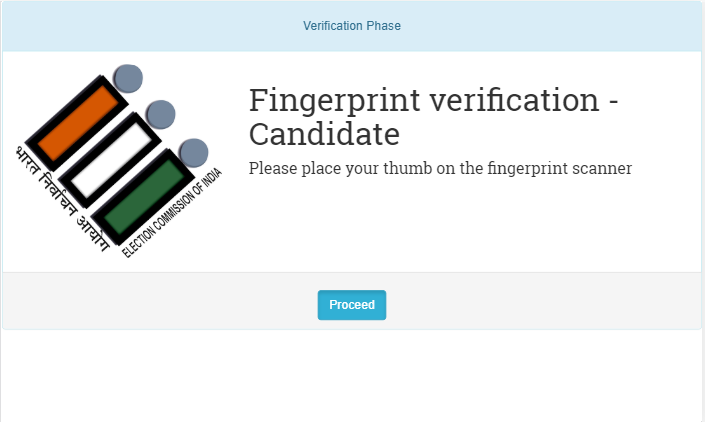 Verification Phase
भारत निर्वाचन आयोग
ELECTION COMMISSION OF INDIA
Fingerprint verification -
Candidate
Please place your thumb on the fingerprint scanner
Proceed